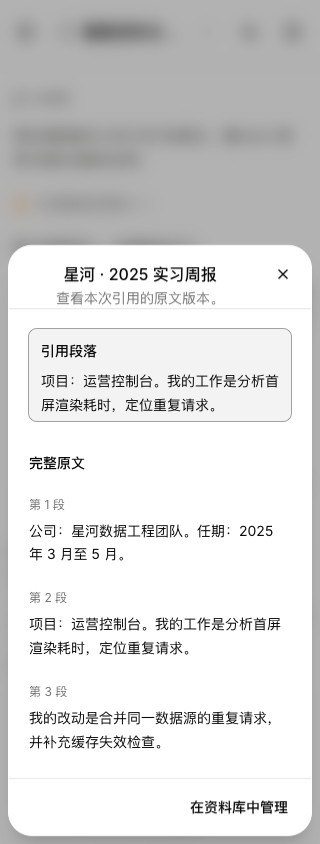 星河 · 2025 实习周报
查看本次引用的原文版本。
引用段落
项目：运营控制台。我的工作是分析首
屏渲染耗时，定位重复请求。
完整原文
第 1 段
公司：星河数据工程团队。任期：2025
年 3 月至 5 月。
第 2 段
项目：运营控制台。我的工作是分析首屏
渲染耗时，定位重复请求。
第 3 段
我的改动是合并同一数据源的重复请求，
并补充缓存失效检查。
在资料库中管理